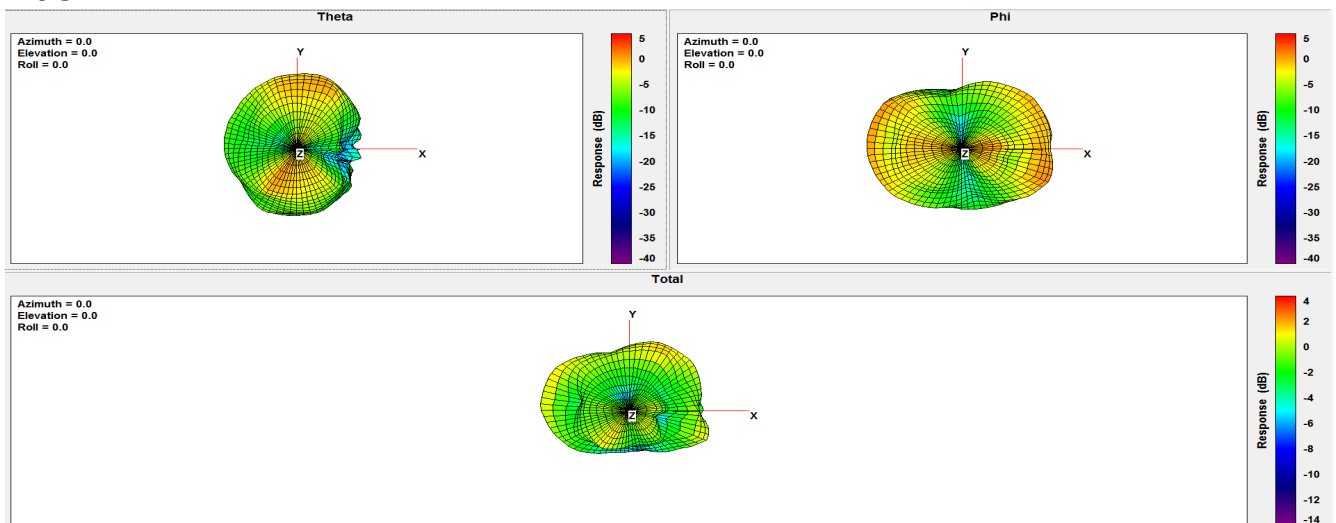 Theta
Azimuth = 0.0
Elevation = 0.0
Roll = 0.0
Y
X
Z
Response (dB)
5
0
-5
-10
-15
-20
-25
-30
-35
-40
Phi
Azimuth = 0.0
Elevation = 0.0
Roll = 0.0
Y
X
Z
Response (dB)
5
0
-5
-10
-15
-20
-25
-30
-35
-40
Total
Azimuth = 0.0
Elevation = 0.0
Roll = 0.0
Y
X
Z
Response (dB)
4
2
0
-2
-4
-6
-8
-10
-12
-14